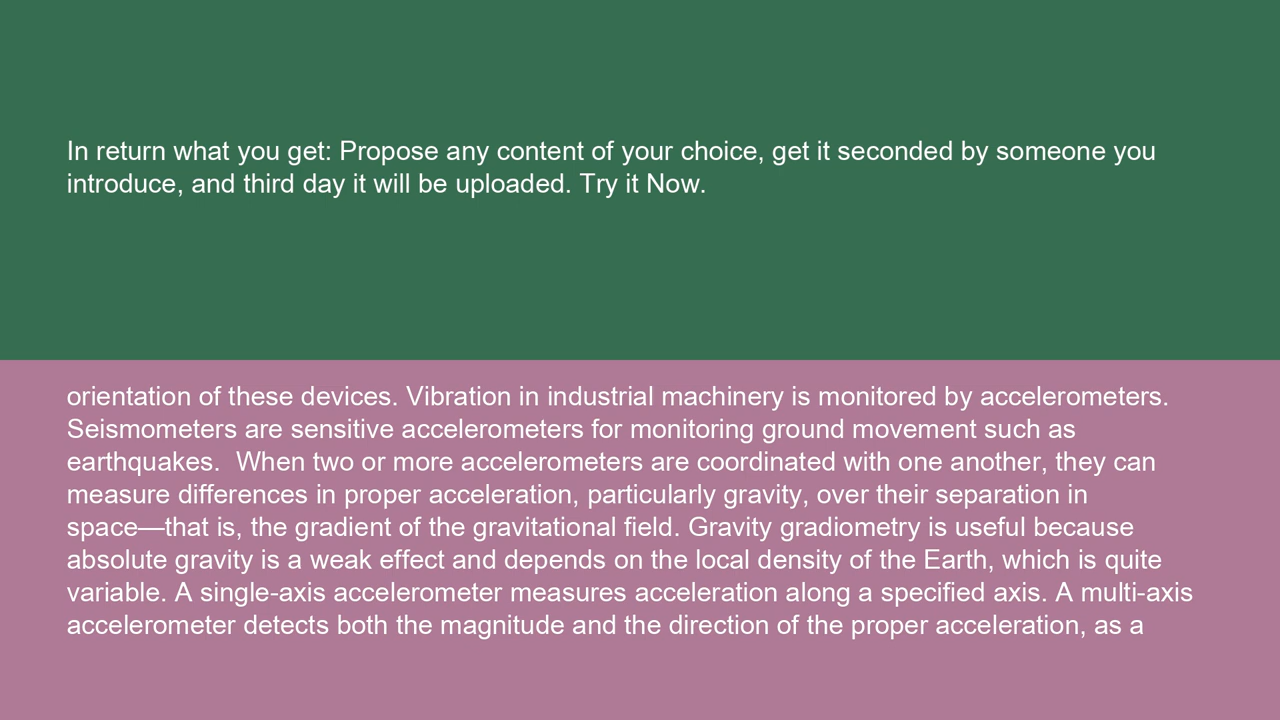 In return what you get: Propose any content of your choice, get it seconded by someone you
introduce, and third day it will be uploaded. Try it Now.
orientation of these devices. Vibration in industrial machinery is monitored by accelerometers.
Seismometers are sensitive accelerometers for monitoring ground movement such as
earthquakes.  When two or more accelerometers are coordinated with one another, they can
measure differences in proper acceleration, particularly gravity, over their separation in
space—that is, the gradient of the gravitational field. Gravity gradiometry is useful because
absolute gravity is a weak effect and depends on the local density of the Earth, which is quite
variable. A single-axis accelerometer measures acceleration along a specified axis. A multi-axis
accelerometer detects both the magnitude and the direction of the proper acceleration, as a